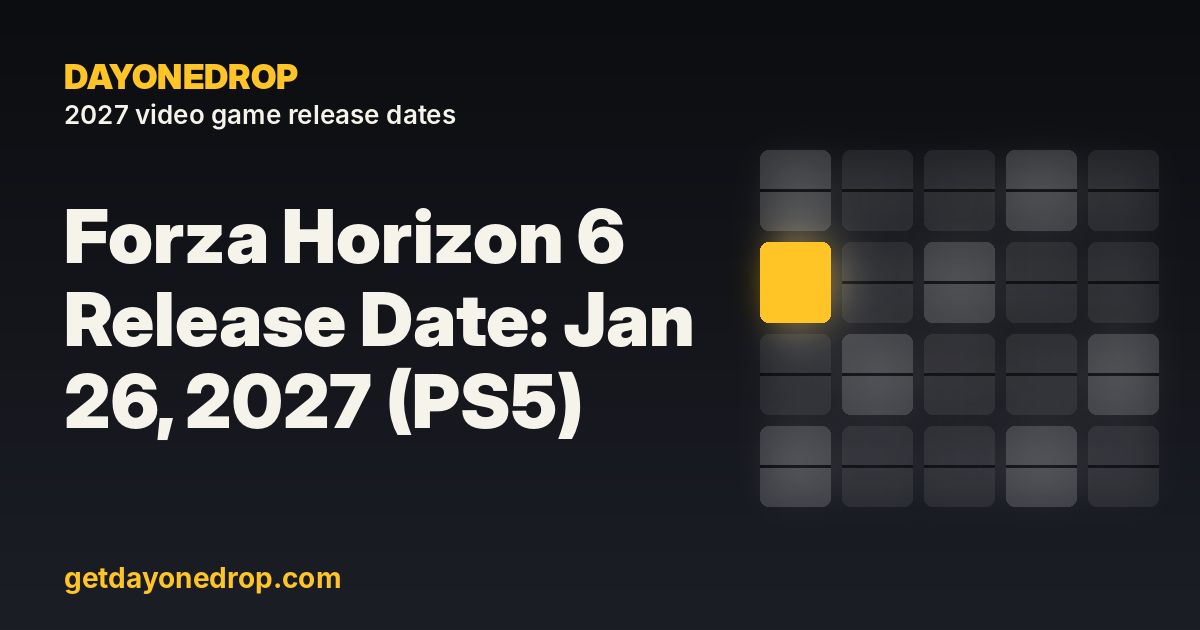 DAYONEDROP
2027 video game release dates
Forza Horizon 6
Release Date: Jan
26, 2027 (PS5)
getdayonedrop.com